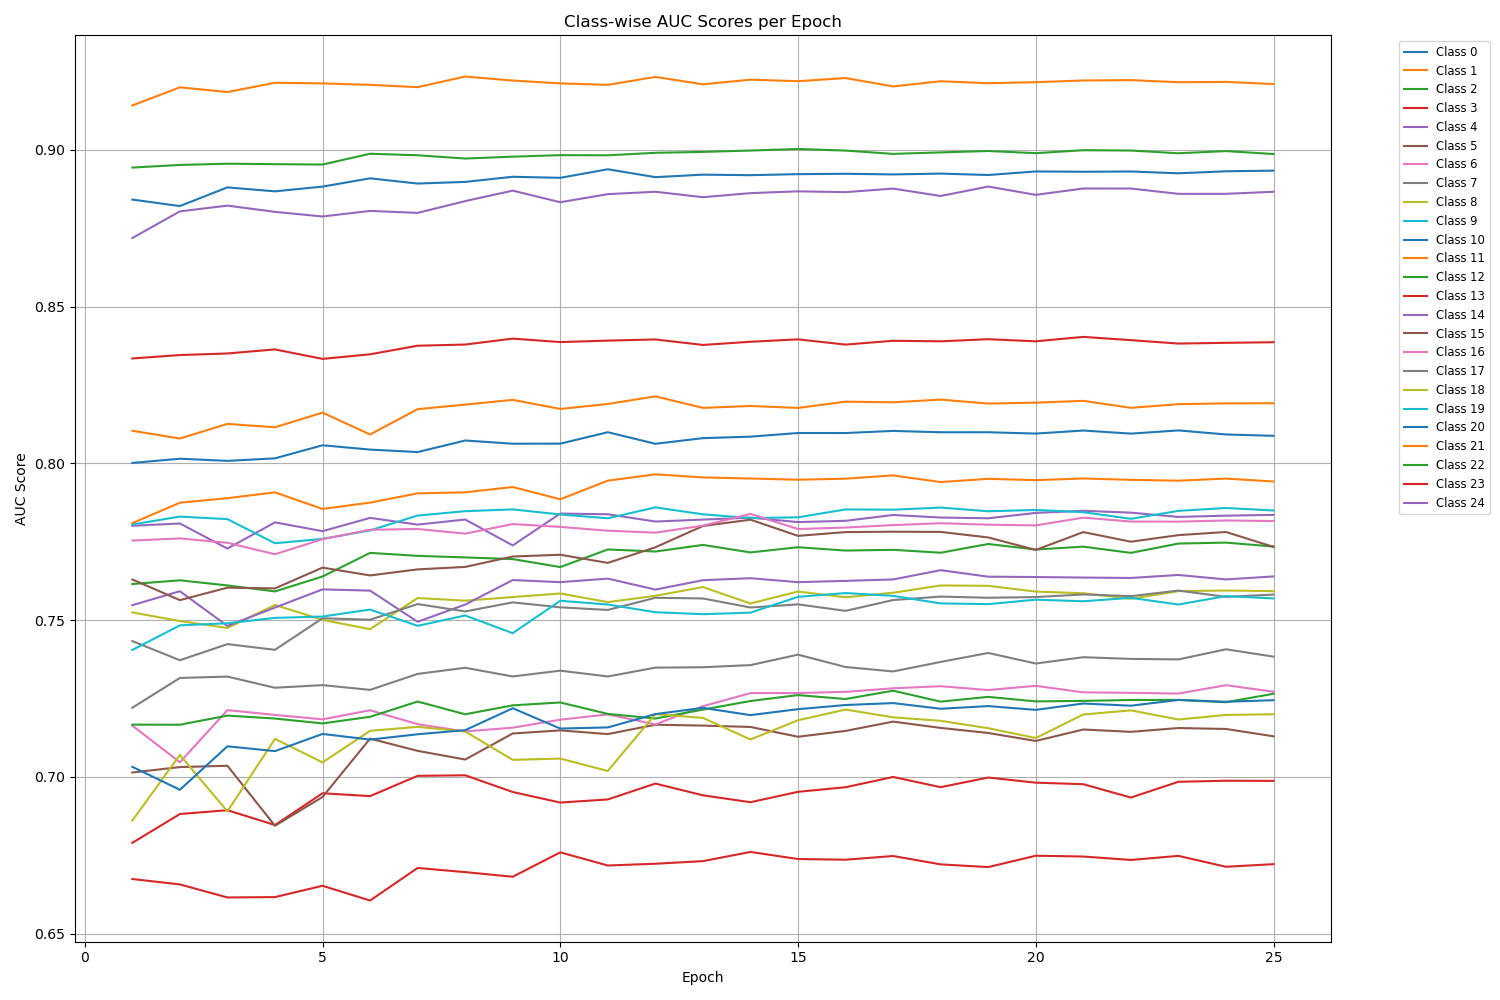 Class-wise AUC Scores per Epoch
AUC Score
0.90
0.85
0.80
0.75
0.70
0.65
0
5
10
15
20
25
Epoch
Class 0
Class 1
Class 2
Class 3
Class 4
Class 5
Class 6
Class 7
Class 8
Class 9
Class 10
Class 11
Class 12
Class 13
Class 14
Class 15
Class 16
Class 17
Class 18
Class 19
Class 20
Class 21
Class 22
Class 23
Class 24